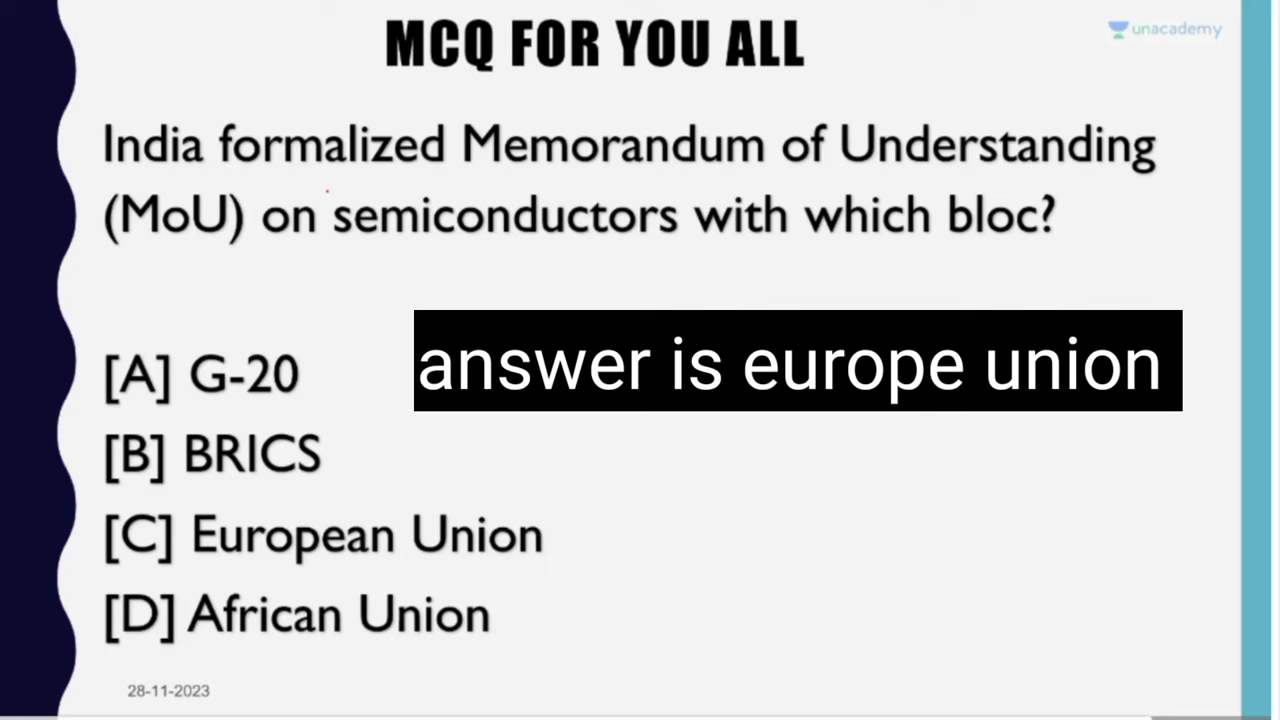 MCQ FOR YOU ALL
unacademy
India formalized Memorandum of Understanding
(MoU) on semiconductors with which bloc?
answer is europe union
[A] G-20
[B] BRICS
[C] European Union
[D] African Union
28-11-2023